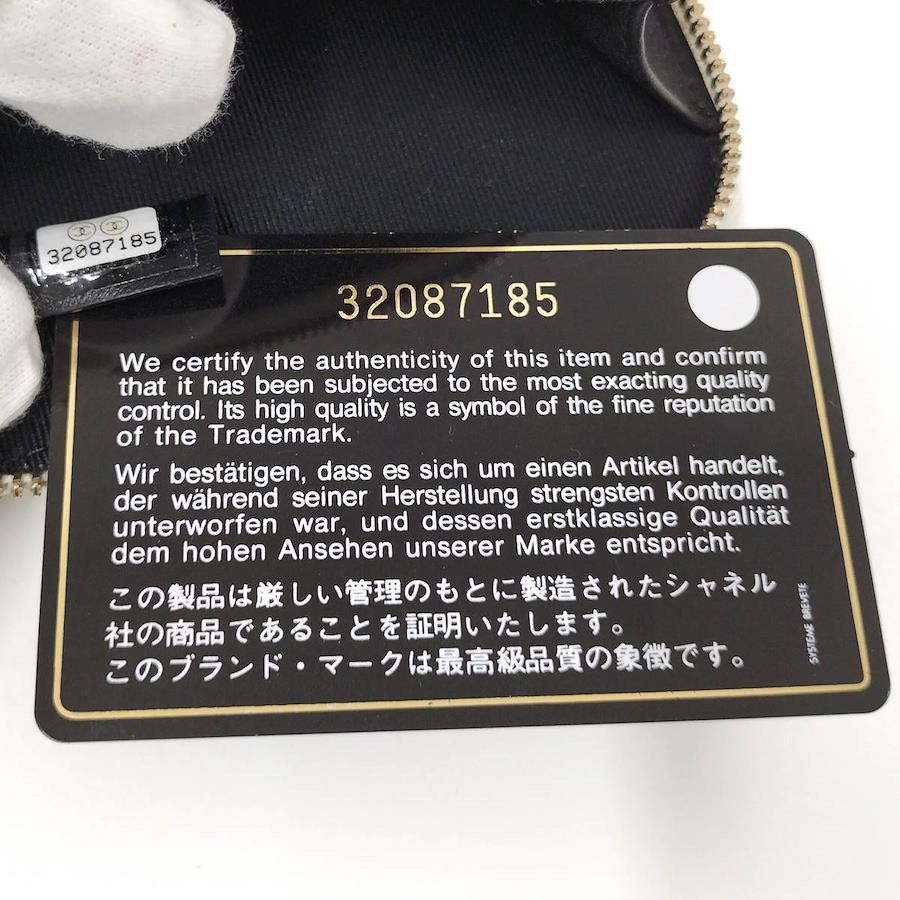 32087185
32087185
We certify the authenticity of this item and confirm
that it has been subjected to the most exacting quality
control. Its high quality is a symbol of the fine reputation
of the Trademark.
Wir bestätigen, dass es sich um einen Artikel handelt,
der während seiner Herstellung strengsten Kontrollen
unterworfen war, und dessen erstklassige Qualität
dem hohen Ansehen unserer Marke entspricht.
この製品は厳しい管理のもとに製造されたシャネル
社の商品であることを証明いたします。
このブランド・マークは最高級品質の象徴です。
SYSTEME BREVETE